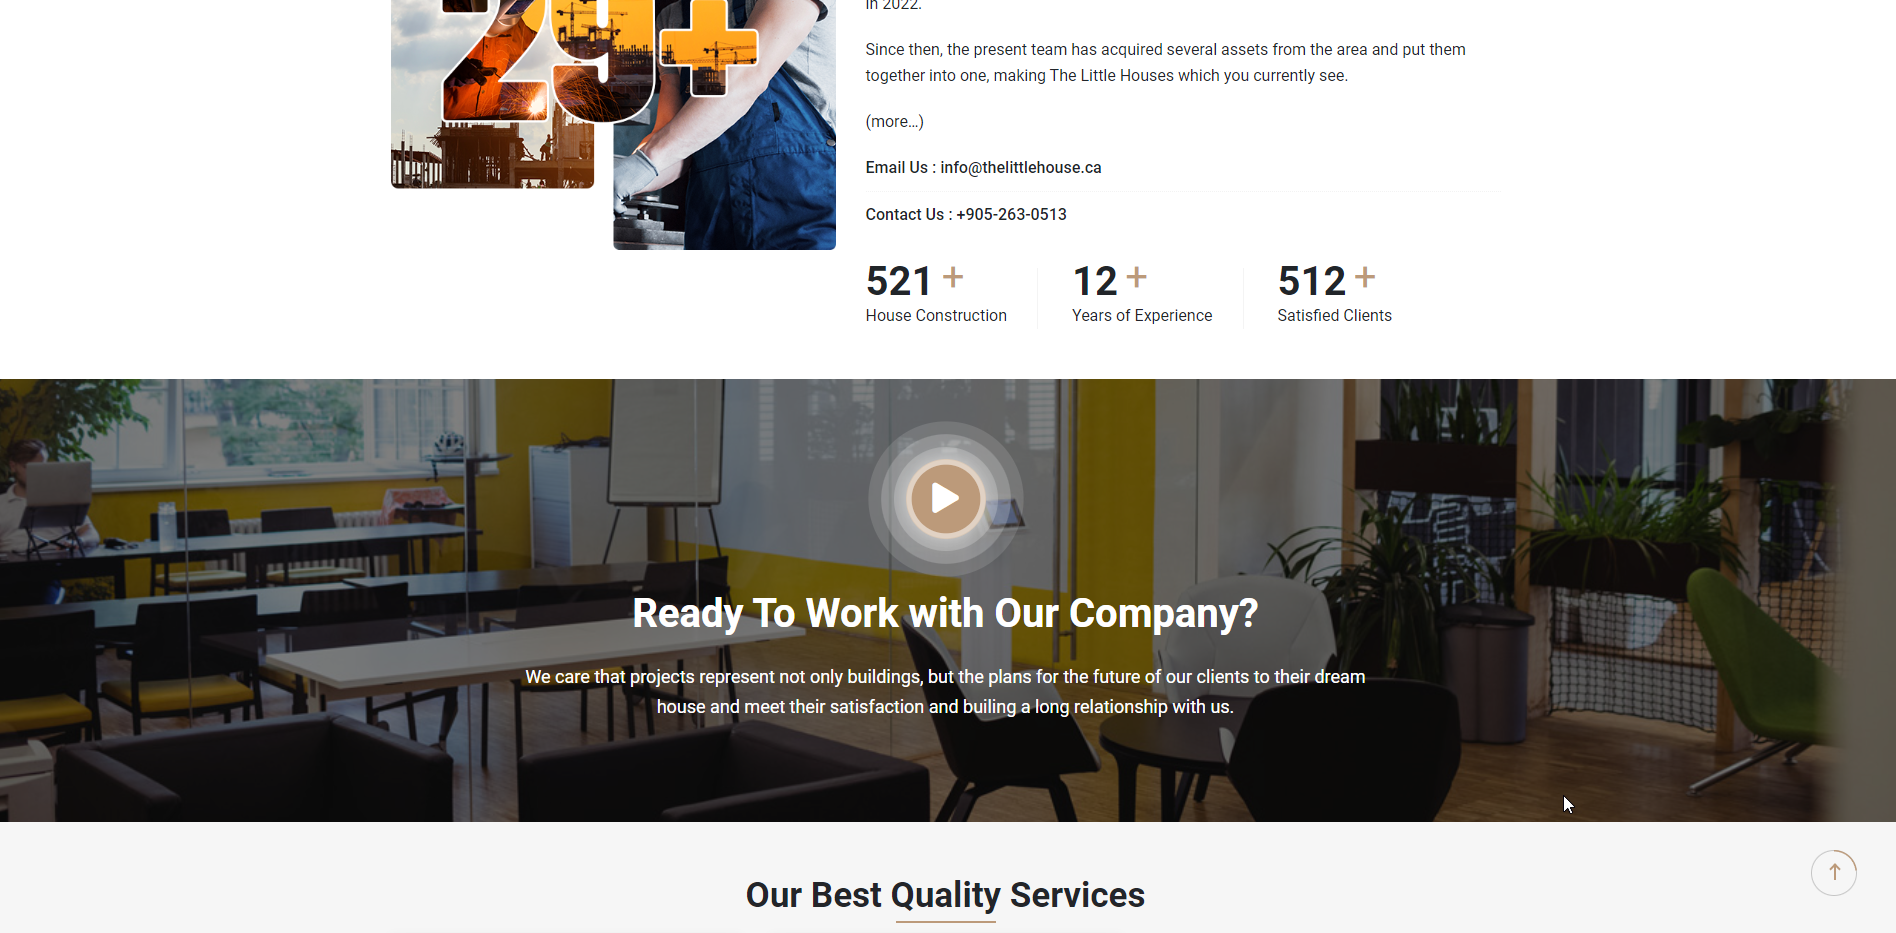 29+
in 2022.
Since then, the present team has acquired several assets from the area and put them
together into one, making The Little Houses which you currently see.
(more...)
Email Us : info@thelittlehouse.ca
Contact Us : +905-263-0513
521 + 12 + 512 +
House Construction Years of Experience Satisfied Clients
Ready To Work with Our Company?
We care that projects represent not only buildings, but the plans for the future of our clients to their dream
house and meet their satisfaction and builing a long relationship with us.
Our Best Quality Services